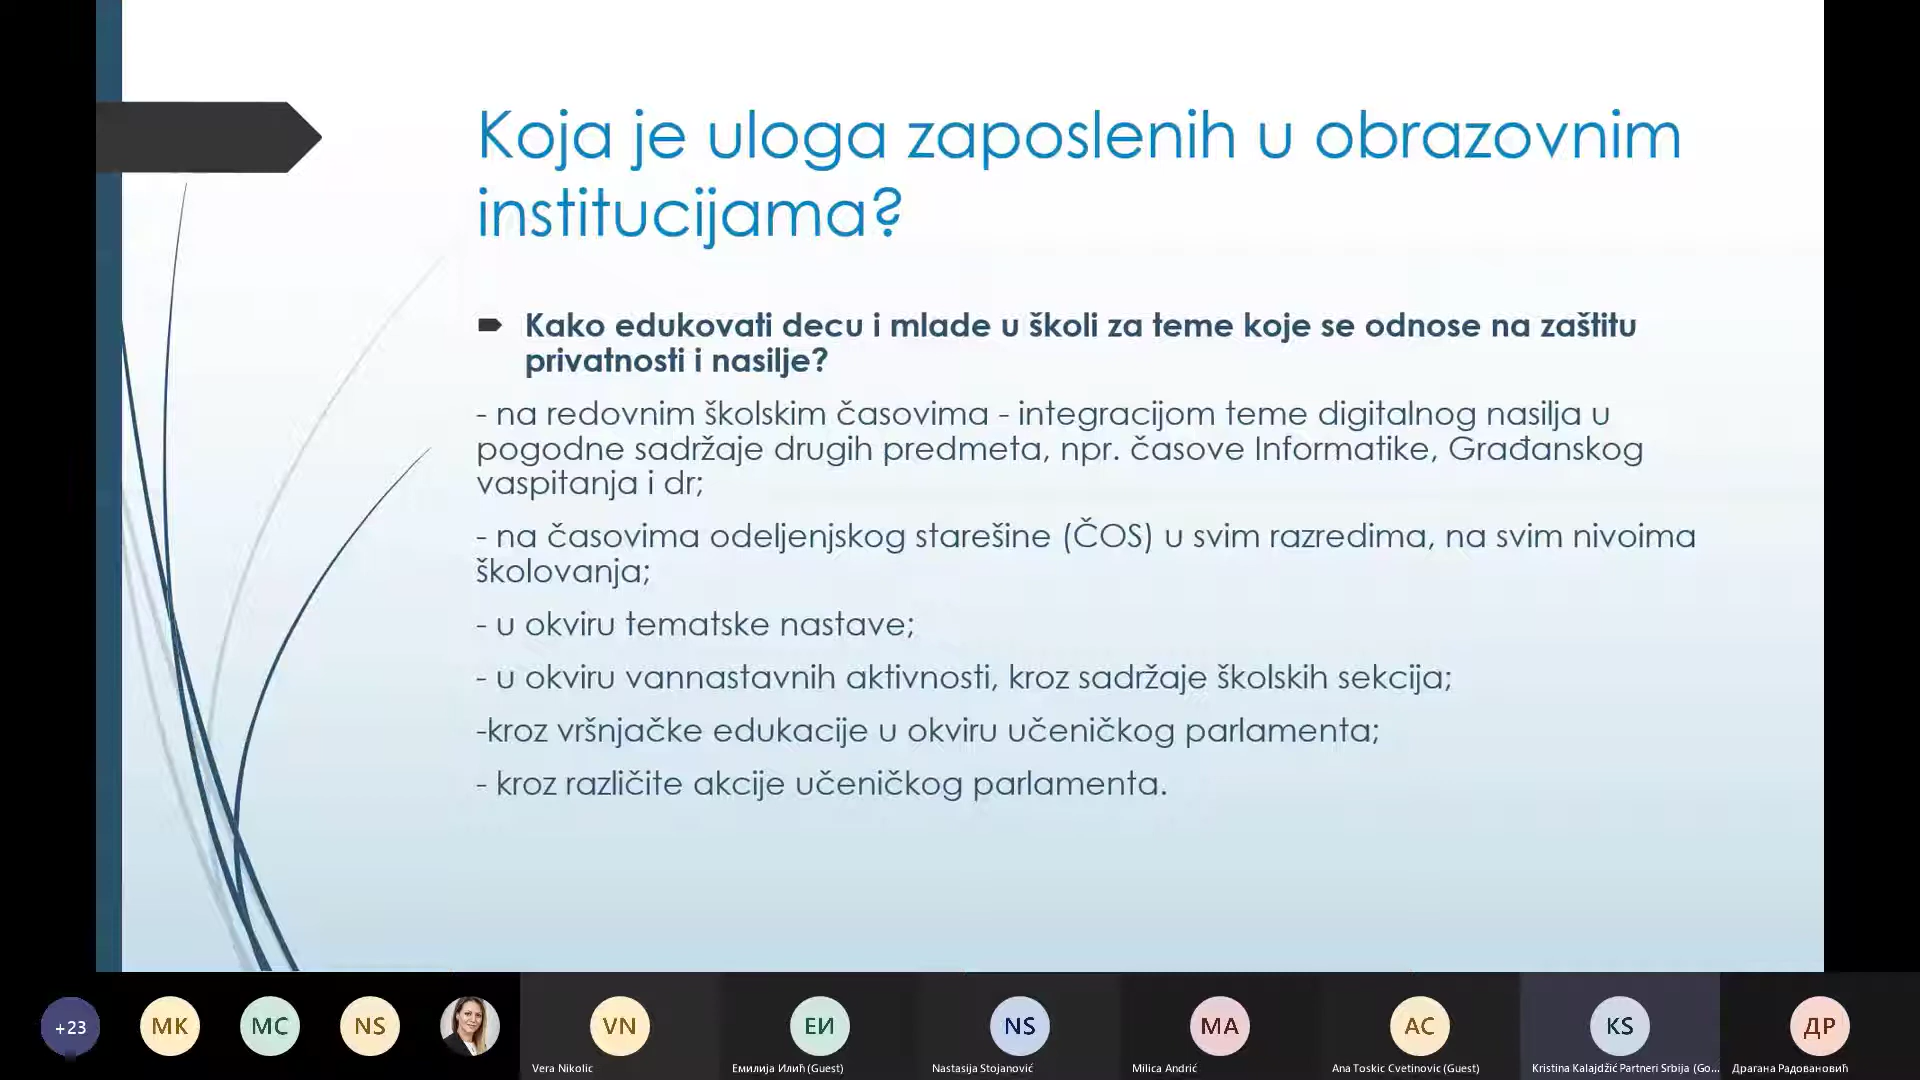 Koja je uloga zaposlenih u obrazovnim
institucijama?
Kako edukovati decu i mlade u školi za teme koje se odnose na zaštitu
privatnosti i nasilje?
- na redovnim školskim časovima - integracijom teme digitalnog nasilja u
pogodne sadržaje drugih predmeta, npr. časove Informatike, Građanskog
vaspitanja i dr;
- na časovima odeljenjskog starešine (ČOS) u svim razredima, na svim nivoima
školovanja;
- u okviru tematske nastave;
- u okviru vannastavnih aktivnosti, kroz sadržaje školskih sekcija;
-kroz vršnjačke edukacije u okviru učeničkog parlamenta;
- kroz različite akcije učeničkog parlamenta.
+23 MK MC NS VN ЕИ NS MA AC KS ДР
Vera Nikolic Емилија Илић (Guest) Nastasija Stojanović Milica Andrić Ana Toskic Cvetinovic (Guest) Kristina Kalajdžić Partneri Srbija (Go... Драгана Радовановић